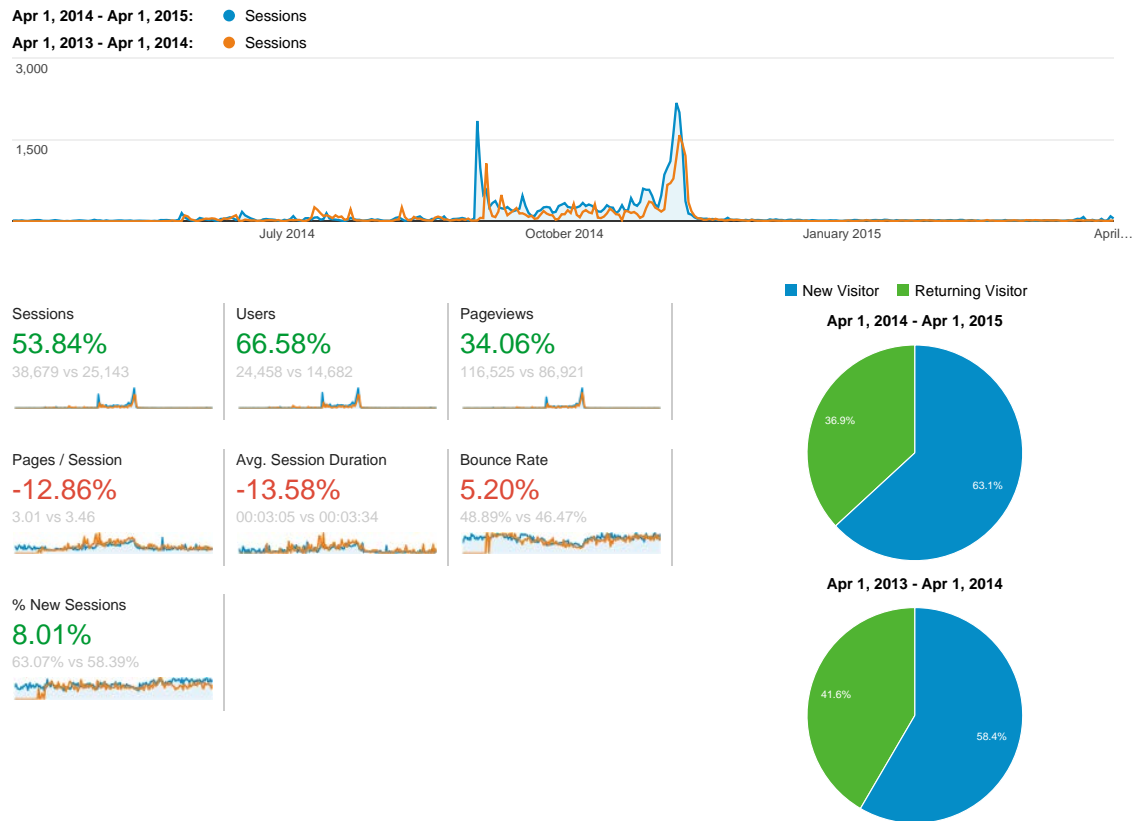 Apr 1, 2014 - Apr 1, 2015: Sessions
Apr 1, 2013 - Apr 1, 2014: Sessions
3,000
1,500
July 2014 October 2014 January 2015 April…
New Visitor Returning Visitor
Apr 1, 2014 - Apr 1, 2015
36.9%
63.1%
Apr 1, 2013 - Apr 1, 2014
41.6%
58.4%
Sessions
53.84%
38,679 vs 25,143
Users
66.58%
24,458 vs 14,682
Pageviews
34.06%
116,525 vs 86,921
Pages / Session
-12.86%
3.01 vs 3.46
Avg. Session Duration
-13.58%
00:03:05 vs 00:03:34
Bounce Rate
5.20%
48.89% vs 46.47%
% New Sessions
8.01%
63.07% vs 58.39%